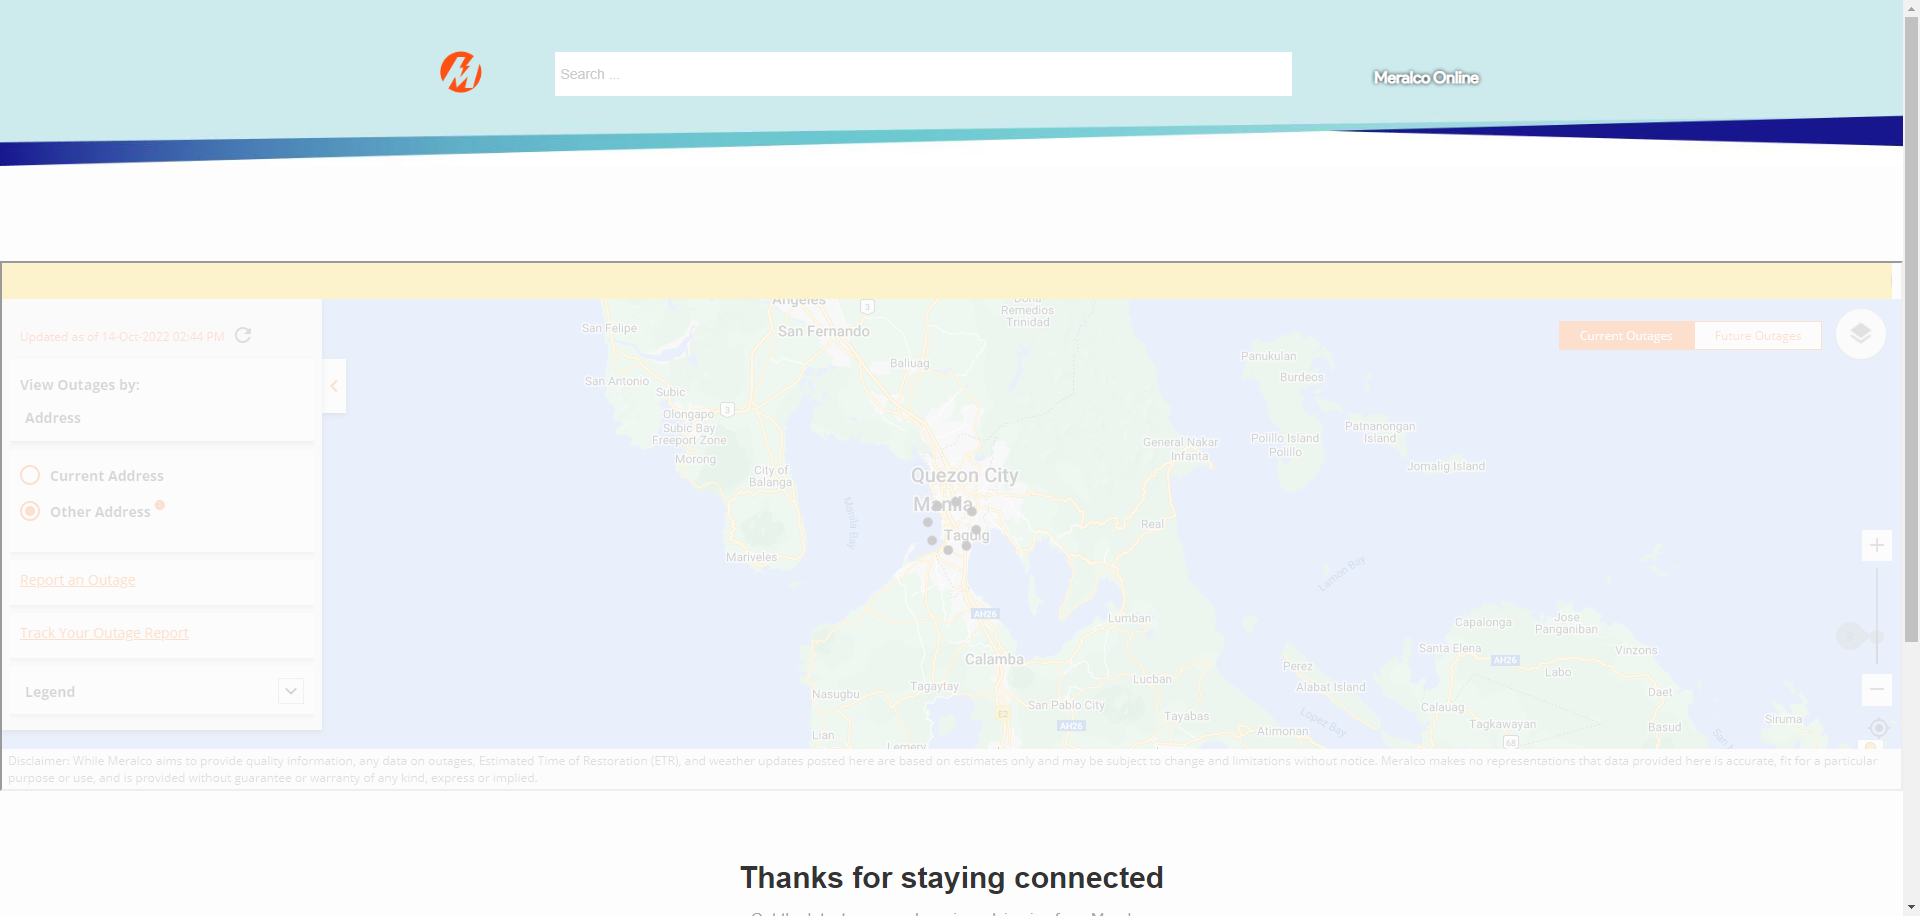 Search ...
Meralco Online
Updated as of 14-Oct-2022 02:44 PM
Current Outages
Future Outages
View Outages by:
Address
Current Address
Other Address
Report an Outage
Track Your Outage Report
Legend
Angeles
3
Doña
Remedios
Trinidad
San Felipe
San Fernando
Baliuag
Panukulan
Burdeos
San Antonio
Subic
3
Olongapo
Subic Bay
Freeport Zone
Patnanongan
Island
General Nakar
Polillo Island
Polillo
Infanta
Morong
City of
Balanga
Jomalig Island
Quezon City
Manila
Manila Bay
Taguig
Real
Mariveles
Lamon Bay
AH26
Lumban
Capalonga
Jose
Panganiban
Santa Elena
Vinzons
AH26
Calamba
Perez
Labo
Tagaytay
Lucban
Alabat Island
Daet
Nasugbu
San Pablo City
Calauag
E2
Tayabas
Lopez Bay
Tagkawayan
Basud
Siruma
AH26
Atimonan
68
Lian
Lemery
Disclaimer: While Meralco aims to provide quality information, any data on outages, Estimated Time of Restoration (ETR), and weather updates posted here are based on estimates only and may be subject to change and limitations without notice. Meralco makes no representations that data provided here is accurate, fit for a particular
purpose or use, and is provided without guarantee or warranty of any kind, express or implied.
Thanks for staying connected